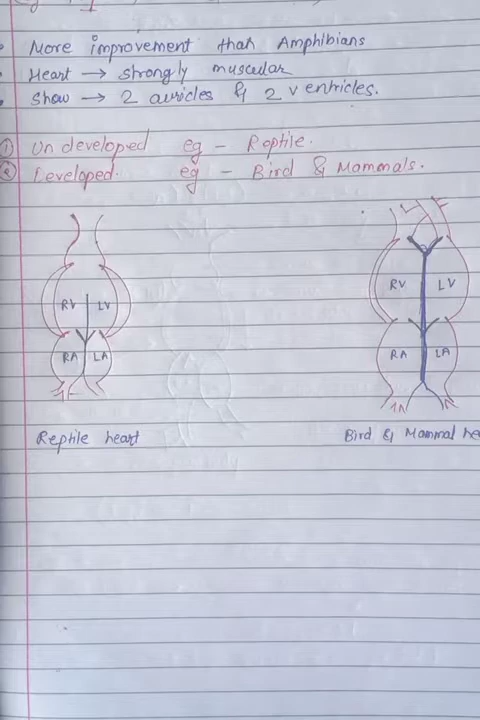 More improvement than Amphibians
Heart → strongly muscular
Show → 2 auricles & 2 ventricles.
① Undeveloped eg – Reptile.
② Developed. eg – Bird & Mammals.
RV LV
RA LA
Reptile heart
RV LV
RA LA
Bird & Mammal hea